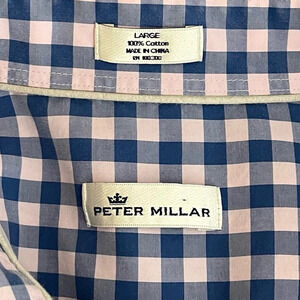 LARGE
100% Cotton
MADE IN CHINA
PETER MILLAR